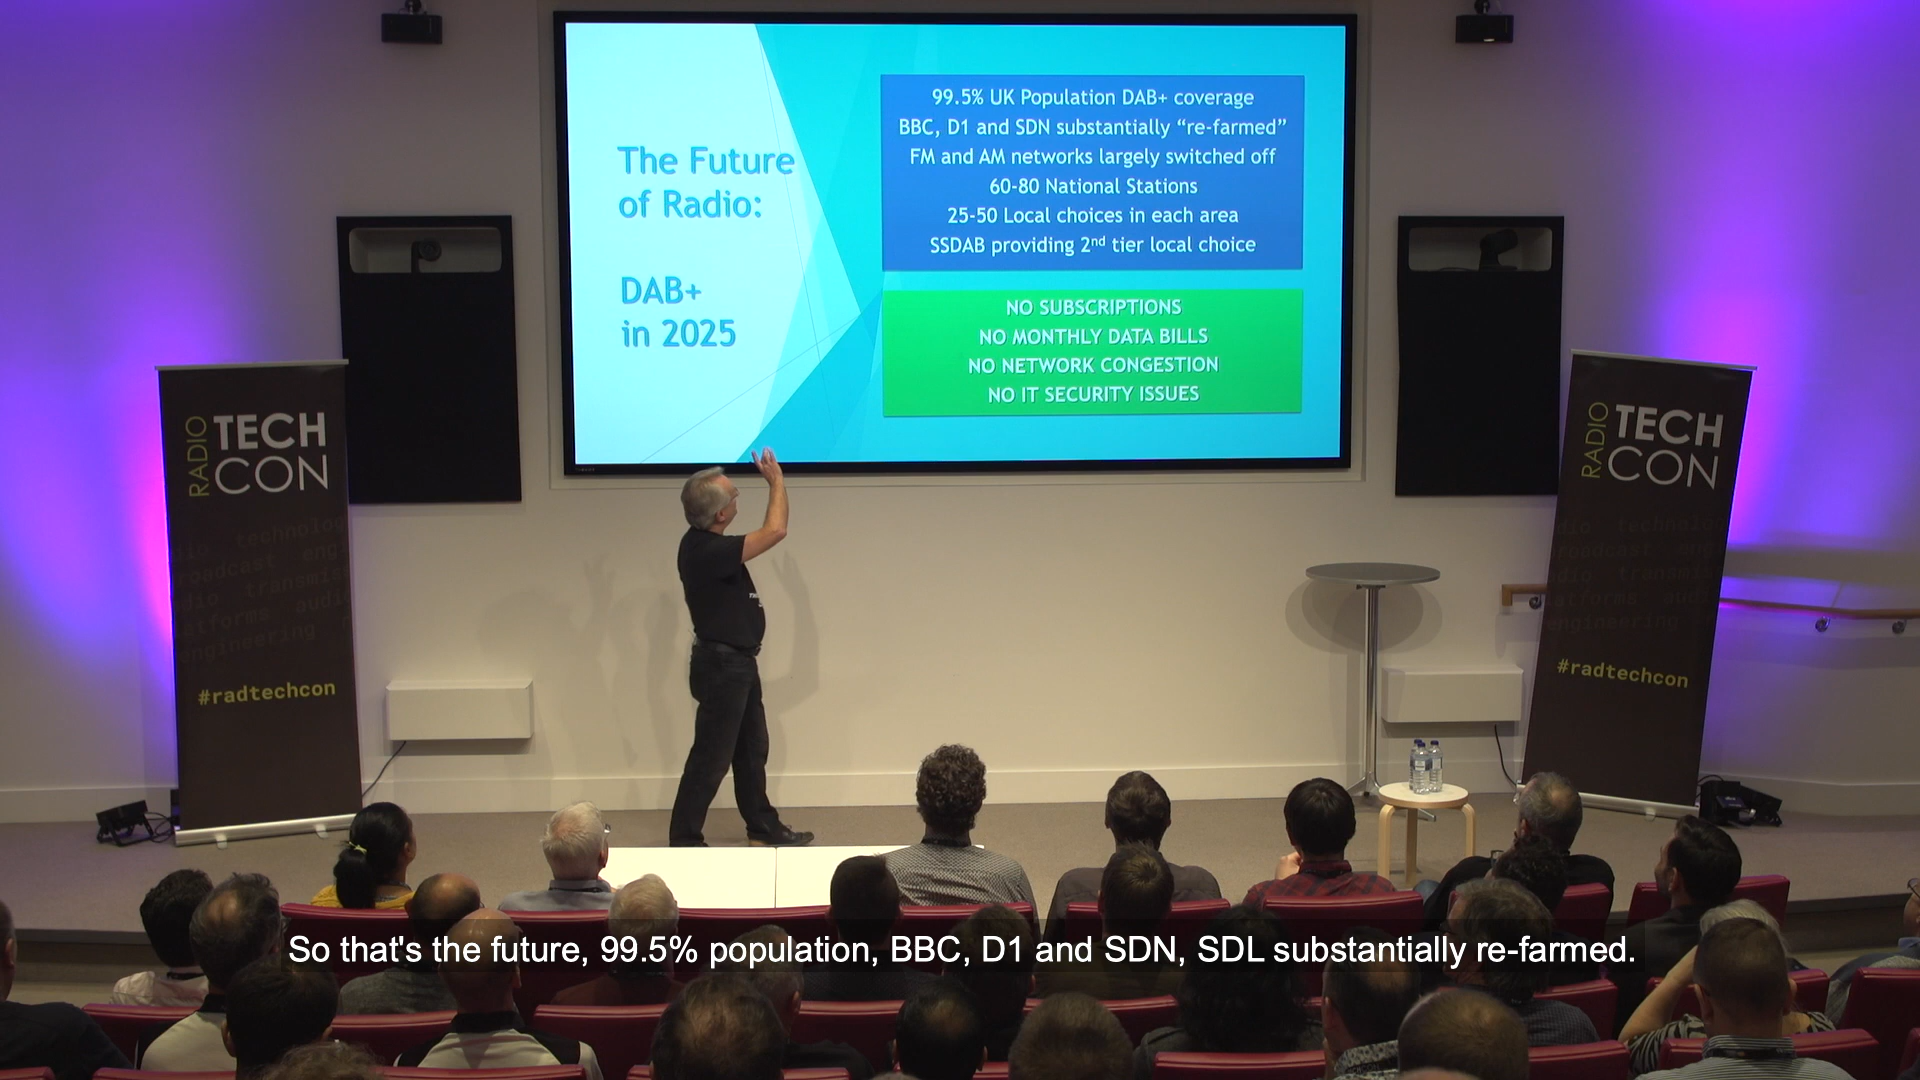 The Future
of Radio:
DAB+
in 2025
99.5% UK Population DAB+ coverage
BBC, D1 and SDN substantially “re-farmed”
FM and AM networks largely switched off
60-80 National Stations
25-50 Local choices in each area
SSDAB providing 2nd tier local choice
NO SUBSCRIPTIONS
NO MONTHLY DATA BILLS
NO NETWORK CONGESTION
NO IT SECURITY ISSUES
RADIO
TECH
CON
#radtechcon
RADIO
TECH
CON
#radtechcon
So that's the future, 99.5% population, BBC, D1 and SDN, SDL substantially re-farmed.